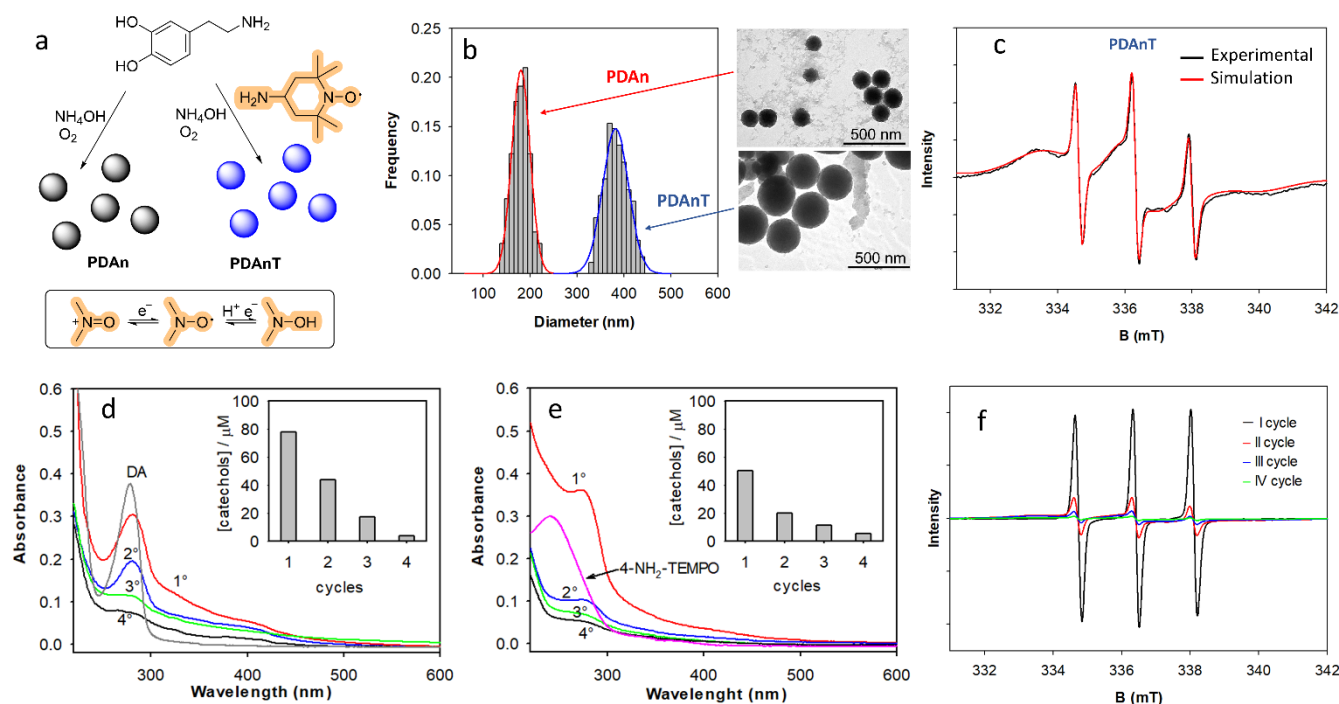 a
HO
HO
NH2
H2N
N-O•
NH4OH
O2
NH4OH
O2
PDAn
PDAnT
+N=O
e−
N-O•
H+ e−
N-OH
b
Frequency
0.25
0.20
0.15
0.10
0.05
0.00
100 200 300 400 500 600
Diameter (nm)
PDAn
PDAnT
500 nm
500 nm
c
PDAnT
Experimental
Simulation
Intensity
332 334 336 338 340 342
B (mT)
d
Absorbance
0.6
0.5
0.4
0.3
0.2
0.1
0.0
300 400 500 600
Wavelength (nm)
DA
1°
2°
3°
4°
[catechols] / µM
100
80
60
40
20
0
1 2 3 4
cycles
e
Absorbance
0.6
0.5
0.4
0.3
0.2
0.1
0.0
300 400 500 600
Wavelenght (nm)
1°
4-NH2-TEMPO
2°
3°
4°
[catechols] / µM
100
80
60
40
20
0
1 2 3 4
cycles
f
I cycle
II cycle
III cycle
IV cycle
Intensity
332 334 336 338 340 342
B (mT)